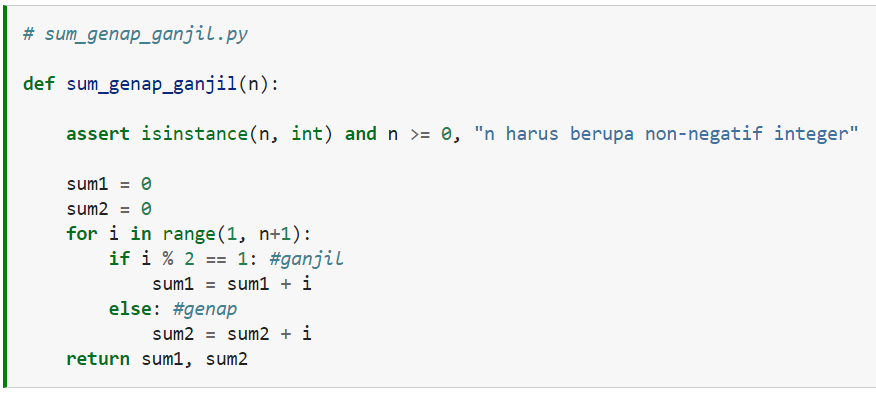 # sum_genap_ganjil.py
def sum_genap_ganjil(n):
assert isinstance(n, int) and n >= 0, "n harus berupa non-negatif integer"
sum1 = 0
sum2 = 0
for i in range(1, n+1):
if i % 2 == 1: #ganjil
sum1 = sum1 + i
else: #genap
sum2 = sum2 + i
return sum1, sum2